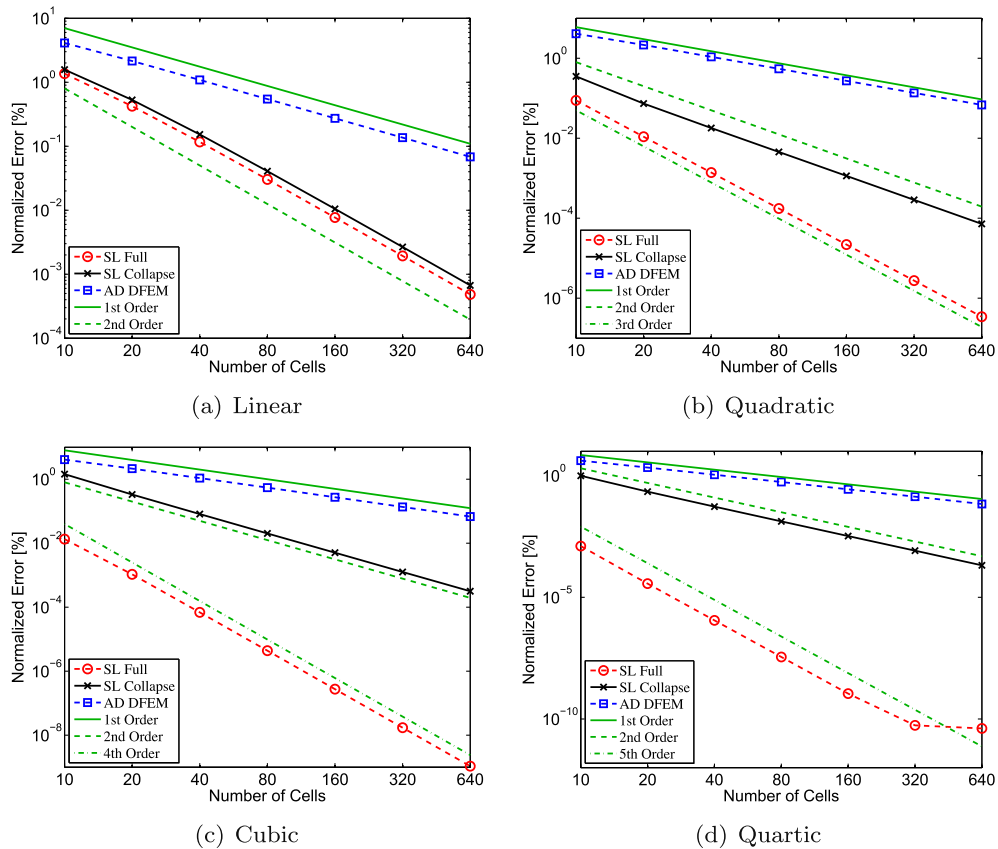 10^1
10^0
10^-1
10^-2
10^-3
10^-4
Normalized Error [%]
SL Full
SL Collapse
AD DFEM
1st Order
2nd Order
10 20 40 80 160 320 640
Number of Cells
(a) Linear
10^0
10^-2
10^-4
10^-6
Normalized Error [%]
SL Full
SL Collapse
AD DFEM
1st Order
2nd Order
3rd Order
10 20 40 80 160 320 640
Number of Cells
(b) Quadratic
10^0
10^-2
10^-4
10^-6
10^-8
Normalized Error [%]
SL Full
SL Collapse
AD DFEM
1st Order
2nd Order
4th Order
10 20 40 80 160 320 640
Number of Cells
(c) Cubic
10^0
10^-5
10^-10
Normalized Error [%]
SL Full
SL Collapse
AD DFEM
1st Order
2nd Order
5th Order
10 20 40 80 160 320 640
Number of Cells
(d) Quartic